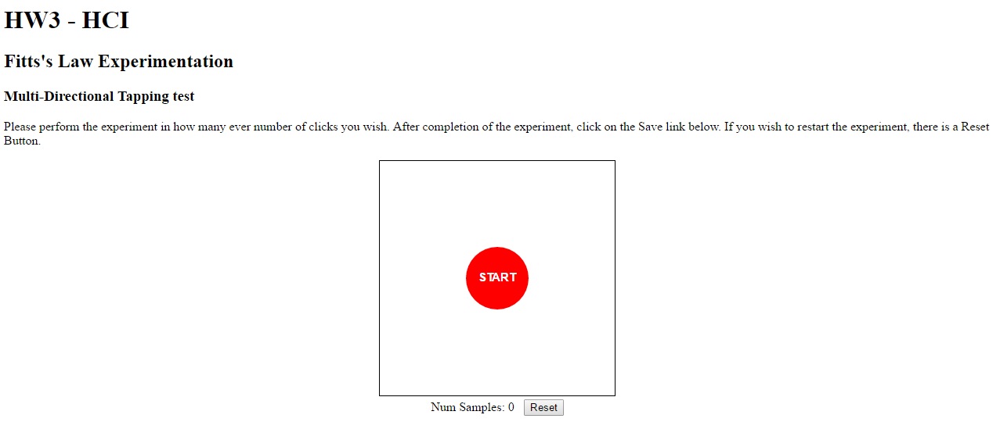 HW3 - HCI
Fitts's Law Experimentation
Multi-Directional Tapping test
Please perform the experiment in how many ever number of clicks you wish. After completion of the experiment, click on the Save link below. If you wish to restart the experiment, there is a Reset
Button.
START
Num Samples: 0 Reset